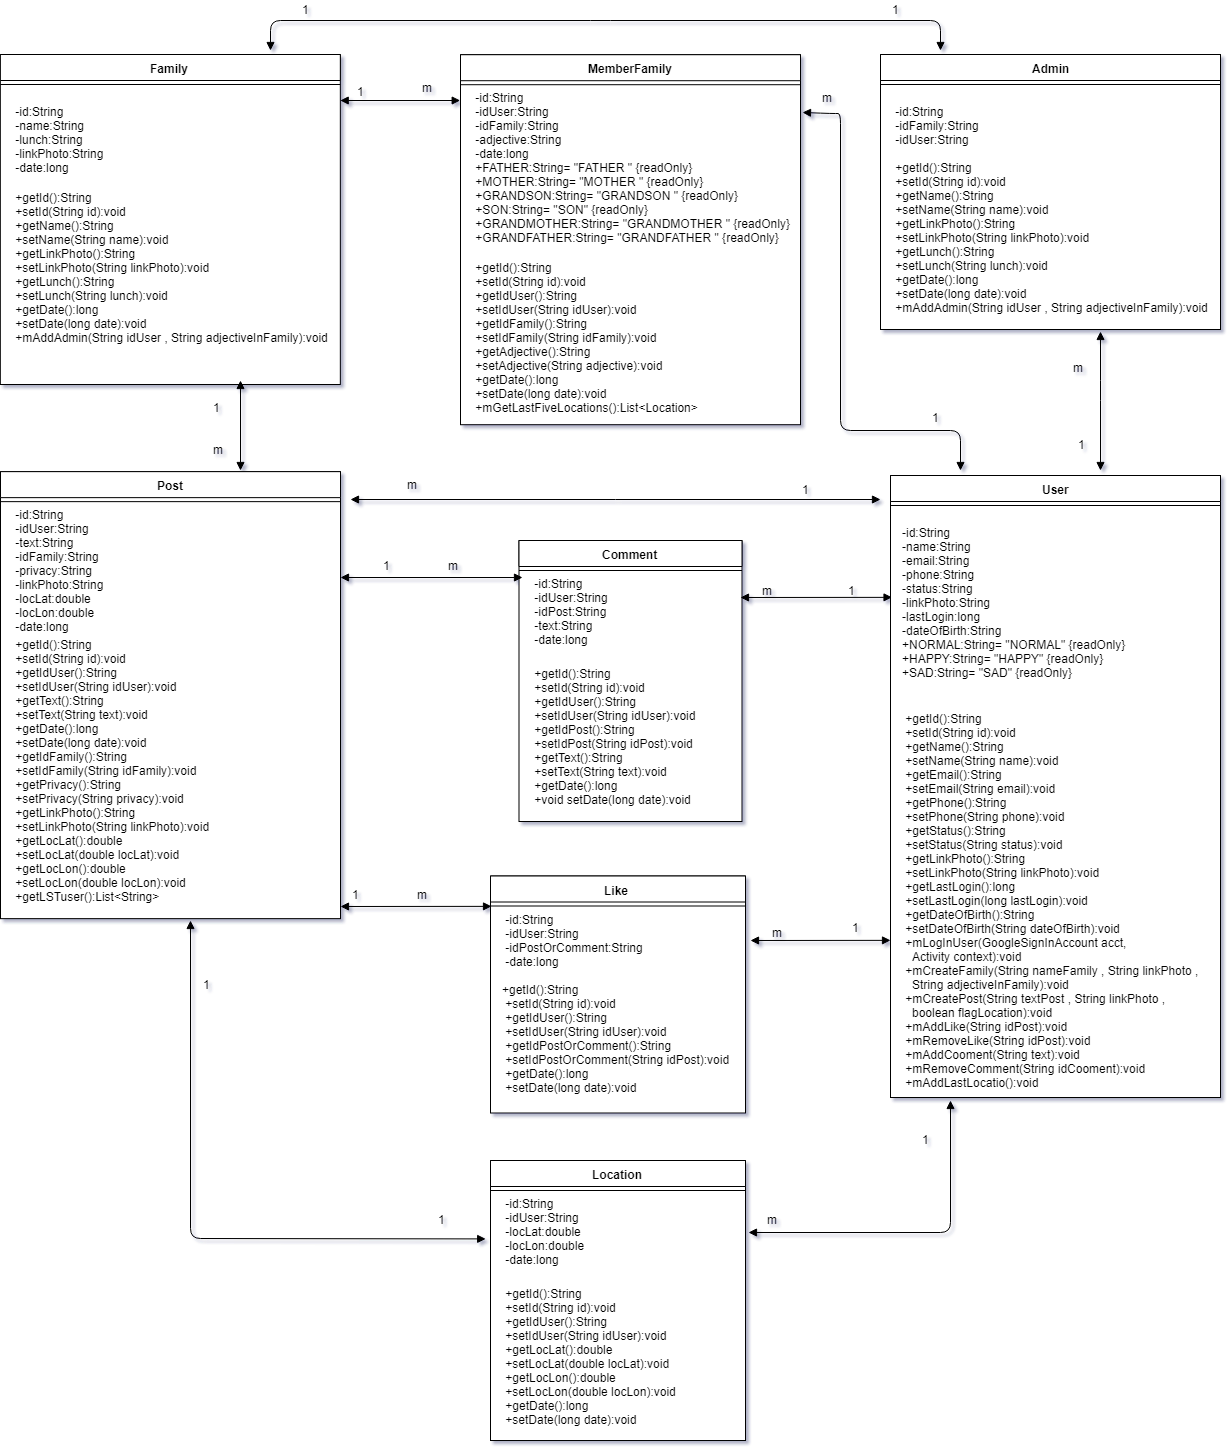 1
1
Family
-id:String
-name:String
-lunch:String
-linkPhoto:String
-date:long
+getId():String
+setId(String id):void
+getName():String
+setName(String name):void
+getLinkPhoto():String
+setLinkPhoto(String linkPhoto):void
+getLunch():String
+setLunch(String lunch):void
+getDate():long
+setDate(long date):void
+mAddAdmin(String idUser , String adjectiveInFamily):void
1
m
MemberFamily
-id:String
-idUser:String
-idFamily:String
-adjective:String
-date:long
+FATHER:String= "FATHER " {readOnly}
+MOTHER:String= "MOTHER " {readOnly}
+GRANDSON:String= "GRANDSON " {readOnly}
+SON:String= "SON" {readOnly}
+GRANDMOTHER:String= "GRANDMOTHER " {readOnly}
+GRANDFATHER:String= "GRANDFATHER " {readOnly}
+getId():String
+setId(String id):void
+getIdUser():String
+setIdUser(String idUser):void
+getIdFamily():String
+setIdFamily(String idFamily):void
+getAdjective():String
+setAdjective(String adjective):void
+getDate():long
+setDate(long date):void
+mGetLastFiveLocations():List<Location>
m
1
Admin
-id:String
-idFamily:String
-idUser:String
+getId():String
+setId(String id):void
+getName():String
+setName(String name):void
+getLinkPhoto():String
+setLinkPhoto(String linkPhoto):void
+getLunch():String
+setLunch(String lunch):void
+getDate():long
+setDate(long date):void
+mAddAdmin(String idUser , String adjectiveInFamily):void
m
1
1
m
Post
-id:String
-idUser:String
-text:String
-idFamily:String
-privacy:String
-linkPhoto:String
-locLat:double
-locLon:double
-date:long
+getId():String
+setId(String id):void
+getIdUser():String
+setIdUser(String idUser):void
+getText():String
+setText(String text):void
+getDate():long
+setDate(long date):void
+getIdFamily():String
+setIdFamily(String idFamily):void
+getPrivacy():String
+setPrivacy(String privacy):void
+getLinkPhoto():String
+setLinkPhoto(String linkPhoto):void
+getLocLat():double
+setLocLat(double locLat):void
+getLocLon():double
+setLocLon(double locLon):void
+getLSTuser():List<String>
m
1
1
m
Comment
-id:String
-idUser:String
-idPost:String
-text:String
-date:long
+getId():String
+setId(String id):void
+getIdUser():String
+setIdUser(String idUser):void
+getIdPost():String
+setIdPost(String idPost):void
+getText():String
+setText(String text):void
+getDate():long
+void setDate(long date):void
m
1
User
-id:String
-name:String
-email:String
-phone:String
-status:String
-linkPhoto:String
-lastLogin:long
-dateOfBirth:String
+NORMAL:String= "NORMAL" {readOnly}
+HAPPY:String= "HAPPY" {readOnly}
+SAD:String= "SAD" {readOnly}
+getId():String
+setId(String id):void
+getName():String
+setName(String name):void
+getEmail():String
+setEmail(String email):void
+getPhone():String
+setPhone(String phone):void
+getStatus():String
+setStatus(String status):void
+getLinkPhoto():String
+setLinkPhoto(String linkPhoto):void
+getLastLogin():long
+setLastLogin(long lastLogin):void
+getDateOfBirth():String
+setDateOfBirth(String dateOfBirth):void
+mLogInUser(GoogleSignInAccount acct,
Activity context):void
+mCreateFamily(String nameFamily , String linkPhoto ,
String adjectiveInFamily):void
+mCreatePost(String textPost , String linkPhoto ,
boolean flagLocation):void
+mAddLike(String idPost):void
+mRemoveLike(String idPost):void
+mAddCooment(String text):void
+mRemoveComment(String idCooment):void
+mAddLastLocatio():void
1
m
Like
-id:String
-idUser:String
-idPostOrComment:String
-date:long
+getId():String
+setId(String id):void
+getIdUser():String
+setIdUser(String idUser):void
+getIdPostOrComment():String
+setIdPostOrComment(String idPost):void
+getDate():long
+setDate(long date):void
m
1
1
1
Location
-id:String
-idUser:String
-locLat:double
-locLon:double
-date:long
+getId():String
+setId(String id):void
+getIdUser():String
+setIdUser(String idUser):void
+getLocLat():double
+setLocLat(double locLat):void
+getLocLon():double
+setLocLon(double locLon):void
+getDate():long
+setDate(long date):void
m
1